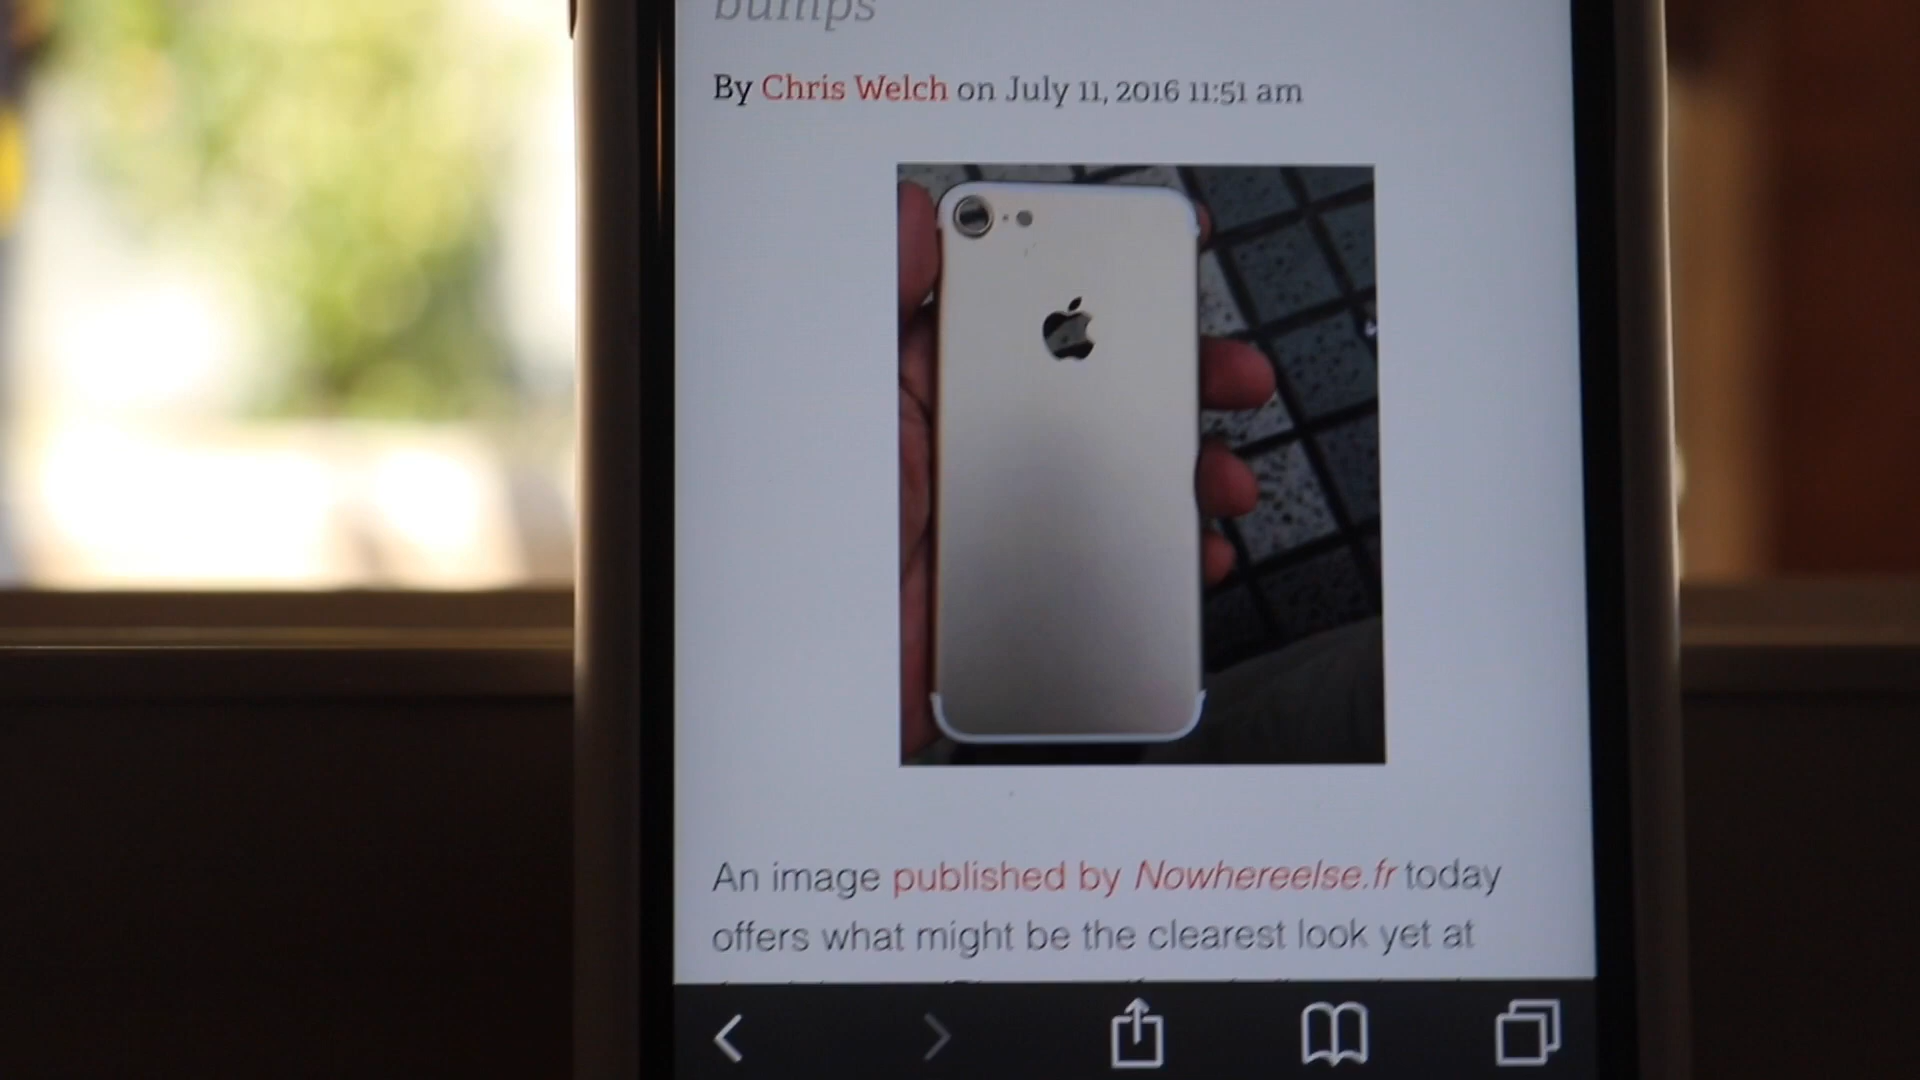 bumps
By Chris Welch on July 11, 2016 11:51 am
An image published by Nowhereelse.fr today
offers what might be the clearest look yet at